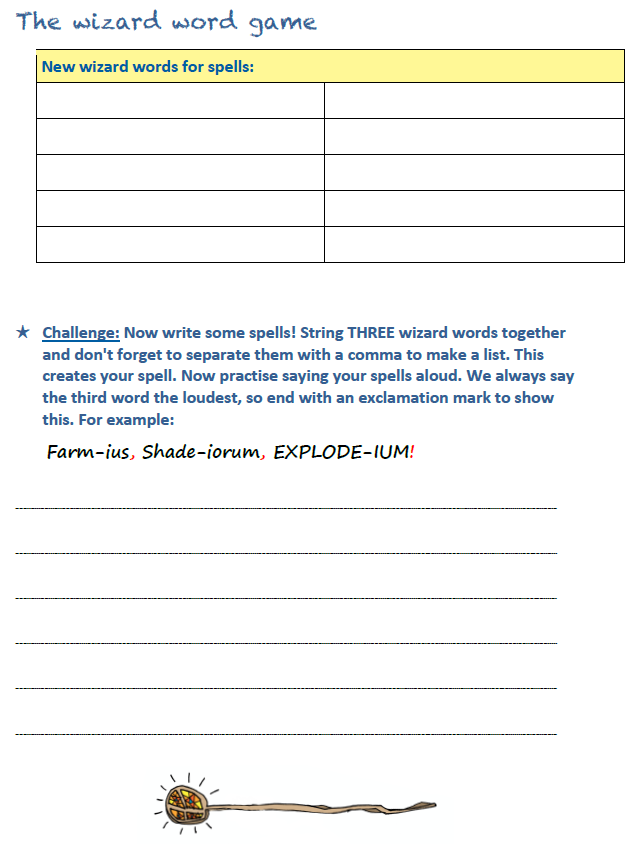 The wizard word game
New wizard words for spells:
★ Challenge: Now write some spells! String THREE wizard words together
and don't forget to separate them with a comma to make a list. This
creates your spell. Now practise saying your spells aloud. We always say
the third word the loudest, so end with an exclamation mark to show
this. For example:
Farm-ius, Shade-iorum, EXPLODE-IUM!